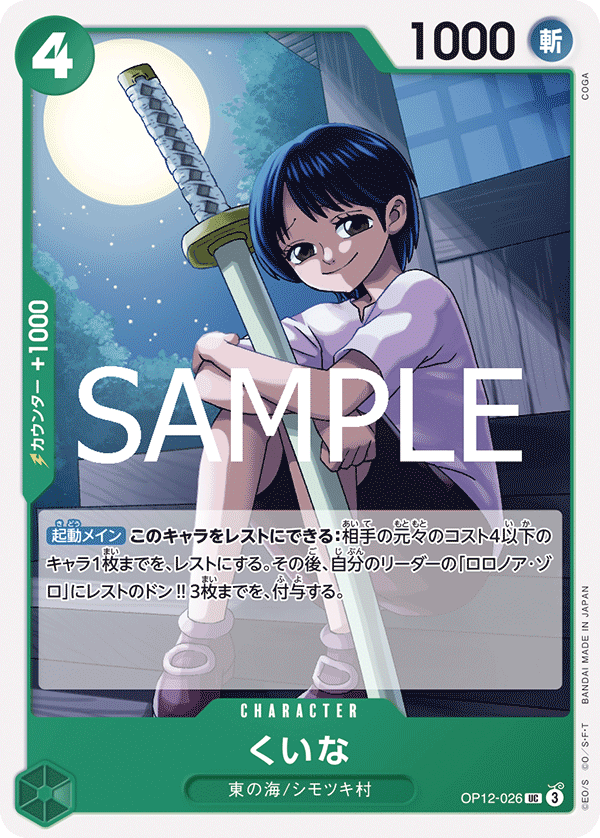 4
1000
斬
COGA
カウンター +1000
SAMPLE
起動メイン このキャラをレストにできる:相手の元々のコスト4以下の
キャラ1枚までを、レストにする。その後、自分のリーダーの「ロロノア・ゾ
ロ」にレストのドン!!3枚までを、付与する。
CHARACTER
くいな
東の海/シモツキ村
OP12-026 UC 3
©E.O/S ©O/S・F・T BANDAI MADE IN JAPAN